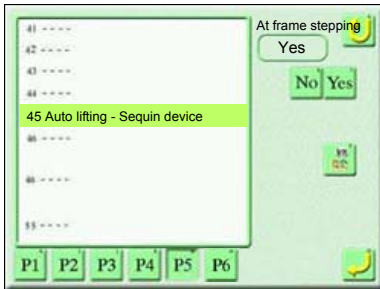 41 ----
At frame stepping
42 ----
Yes
43 ----
No Yes
44 ----
45 Auto lifting - Sequin device
46 ----
46 ----
55 ----
P1 P2 P3 P4 P5 P6